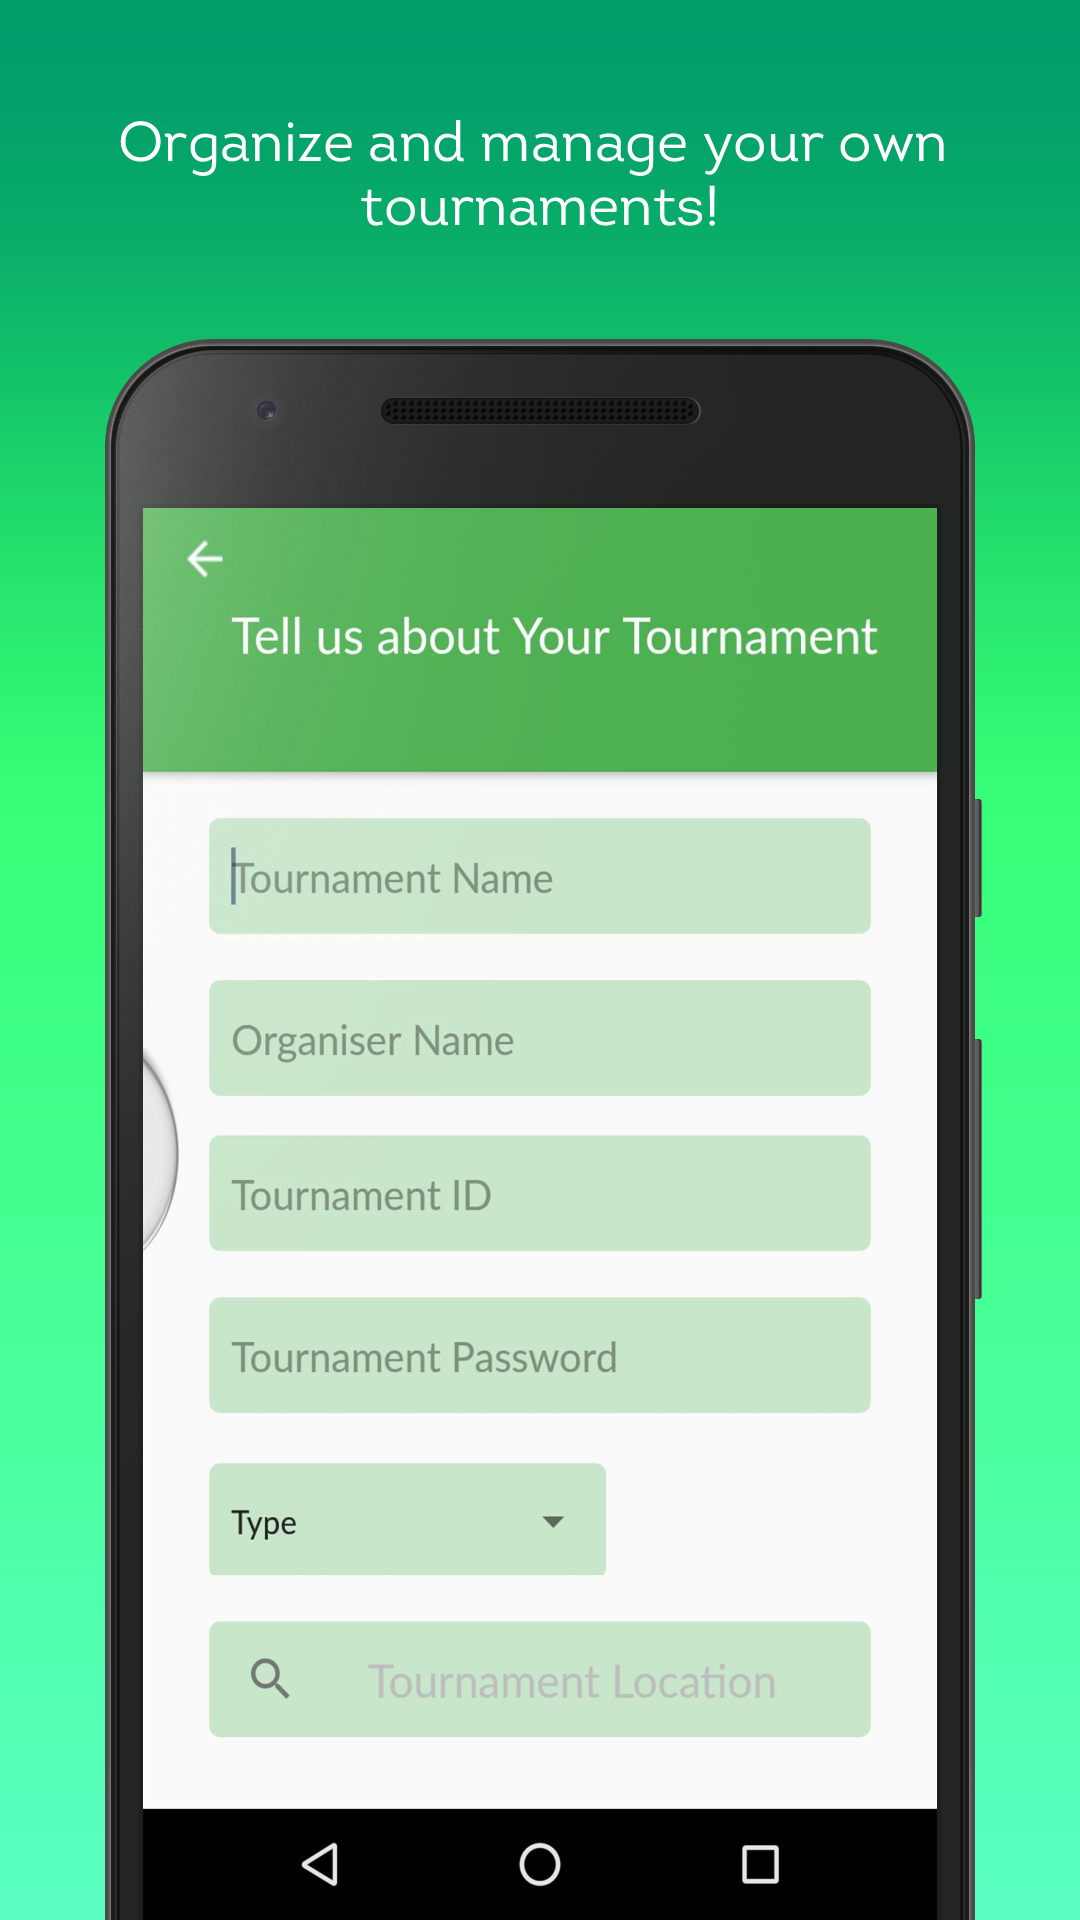 Organize and manage your own
tournaments!
Tell us about Your Tournament
Tournament Name
Organiser Name
Tournament ID
Tournament Password
Type
Tournament Location